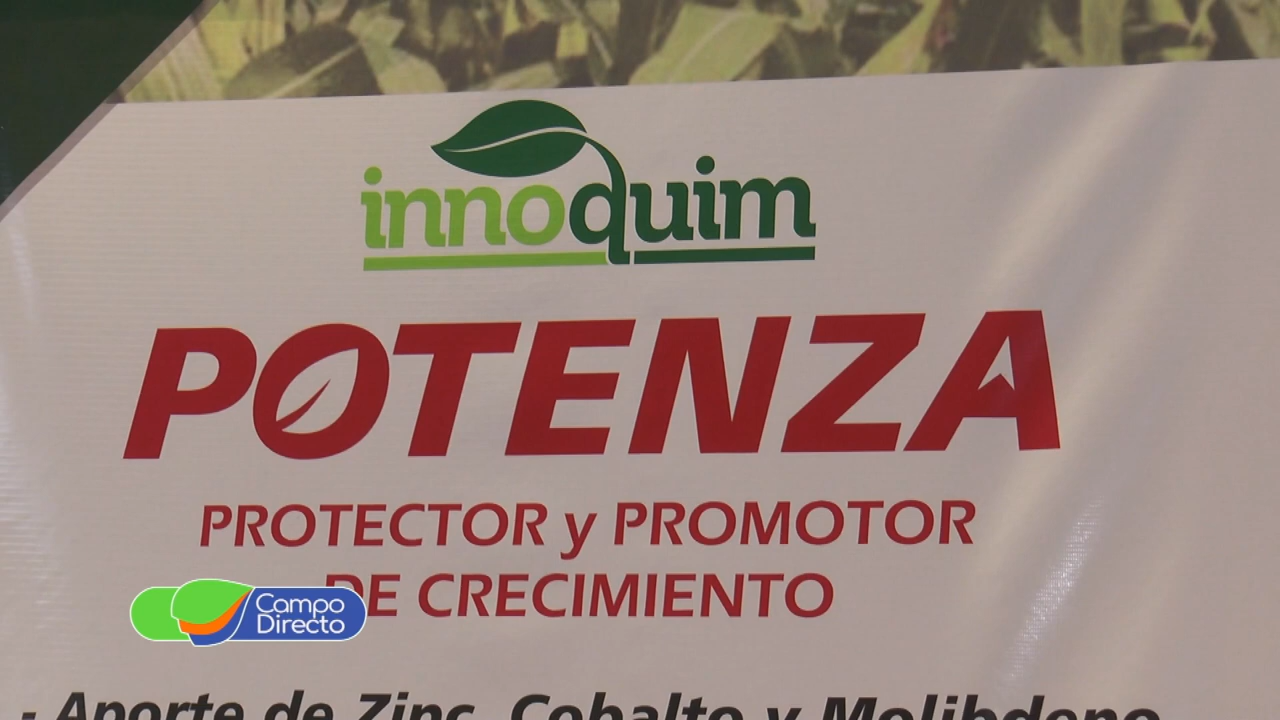 innoquim
POTENZA
PROTECTOR y PROMOTOR
DE CRECIMIENTO
Campo
Directo
- Aporte de Zinc, Cobalto y Molibdeno